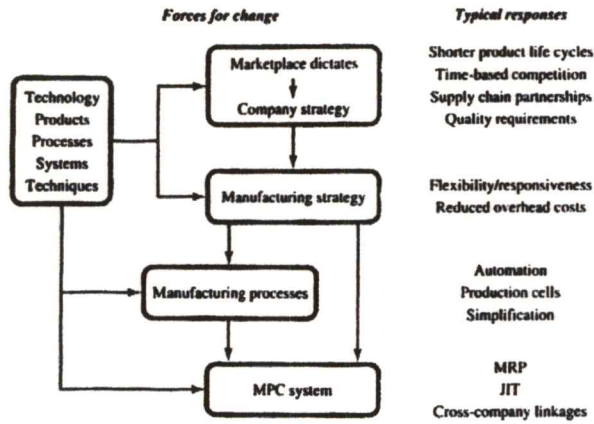 Forces for change
Typical responses
Technology
Products
Processes
Systems
Techniques
Marketplace dictates
Company strategy
Shorter product life cycles
Time-based competition
Supply chain partnerships
Quality requirements
Manufacturing strategy
Flexibility/responsiveness
Reduced overhead costs
Manufacturing processes
Automation
Production cells
Simplification
MPC system
MRP
JIT
Cross-company linkages